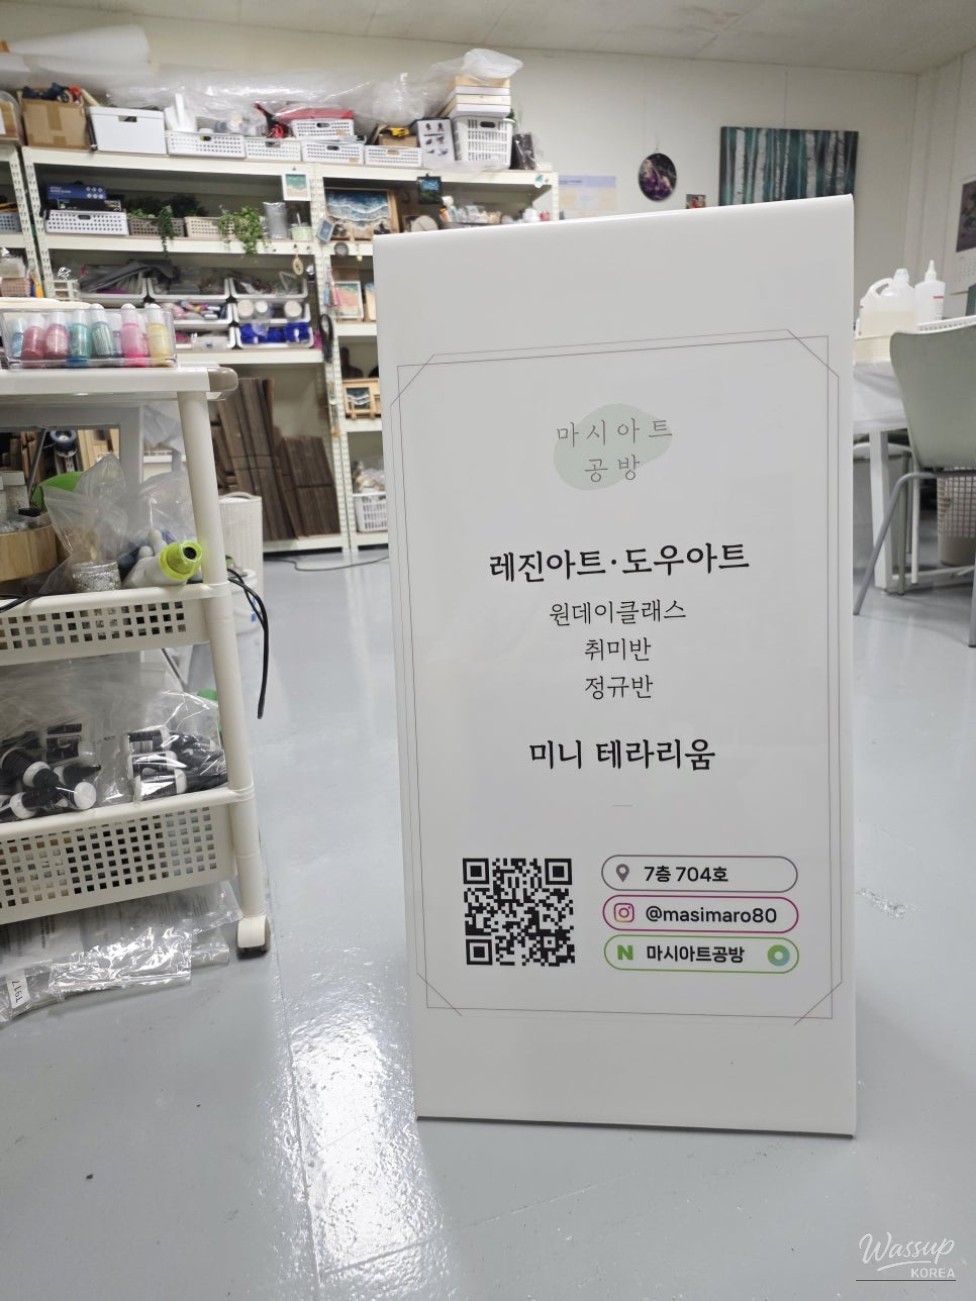 마시아트
공방
레진아트·도우아트
원데이클래스
취미반
정규반
미니 테라리움
7층 704호
@masimaro80
N 마시아트공방
T917
Wassup
KOREA